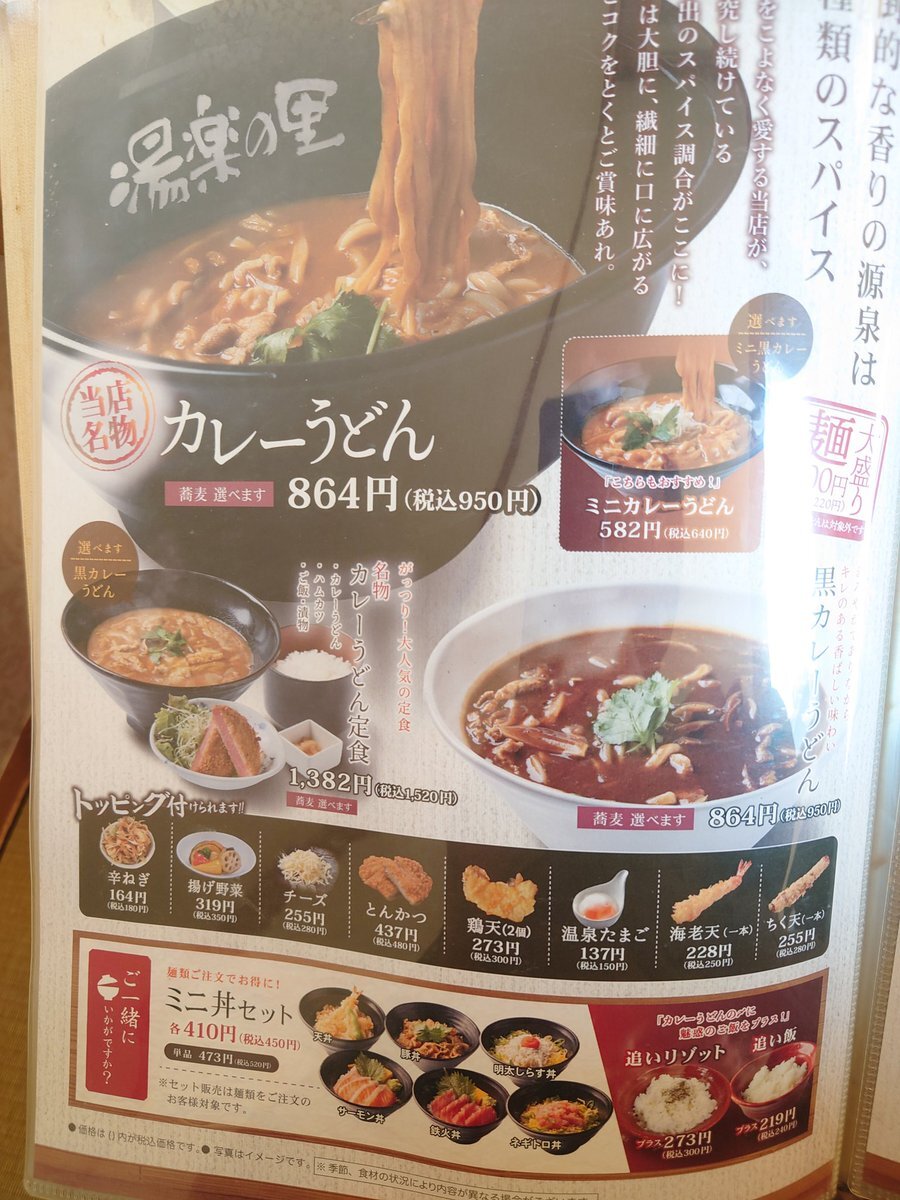 的な香りの源泉は
種類のスパイス
をこよなく愛する当店が、
究し続けている
出のスパイス調合がここに!
は大胆に、繊細に口に広がる
コクをとくとご賞味あれ。
湯楽の里
当店
名物
カレーうどん
蕎麦 選べます
864円(税込950円)
選べます
ミニ黒カレー
うどん
『こちらもおすすめ!』
ミニカレーうどん
582円(税込640円)
大盛り
麺
選べます
黒カレー
うどん
がっつり!大人気の定食
名物
カレーうどん定食
・カレーうどん
・ハムカツ
・ご飯・漬物
1,382円(税込1,520円)
蕎麦 選べます
キレのある香ばしい味わい
黒カレーうどん
蕎麦 選べます
864円(税込950円)
トッピング付けられます!!
辛ねぎ
164円
(税込180円)
揚げ野菜
319円
(税込350円)
チーズ
255円
(税込280円)
とんかつ
437円
(税込480円)
鶏天(2個)
273円
(税込300円)
温泉たまご
137円
(税込150円)
海老天(一本)
228円
(税込250円)
ちく天(一本)
255円
(税込280円)
ご一緒に
いかがですか?
麺類ご注文でお得に!
ミニ丼セット
各410円(税込450円)
単品 473円(税込520円)
※セット販売は麺類をご注文の
お客様対象です。
天丼
豚丼
明太しらす丼
サーモン丼
鉄火丼
ネギトロ丼
『カレーうどんの〆に
魅惑のご飯をプラス!』
追いリゾット
プラス273円
(税込300円)
追い飯
プラス219円
(税込240円)
●価格は()内が税込価格です。●写真はイメージです。
※季節、食材の状況により内容が異なる場合がございます